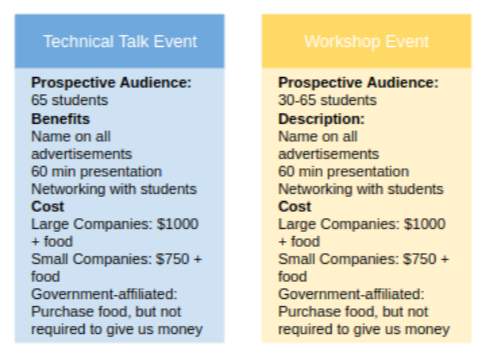 Technical Talk Event
Prospective Audience:
65 students
Benefits
Name on all
advertisements
60 min presentation
Networking with students
Cost
Large Companies: $1000
+ food
Small Companies: $750 +
food
Government-affiliated:
Purchase food, but not
required to give us money
Workshop Event
Prospective Audience:
30-65 students
Description:
Name on all
advertisements
60 min presentation
Networking with students
Cost
Large Companies: $1000
+ food
Small Companies: $750 +
food
Government-affiliated:
Purchase food, but not
required to give us money